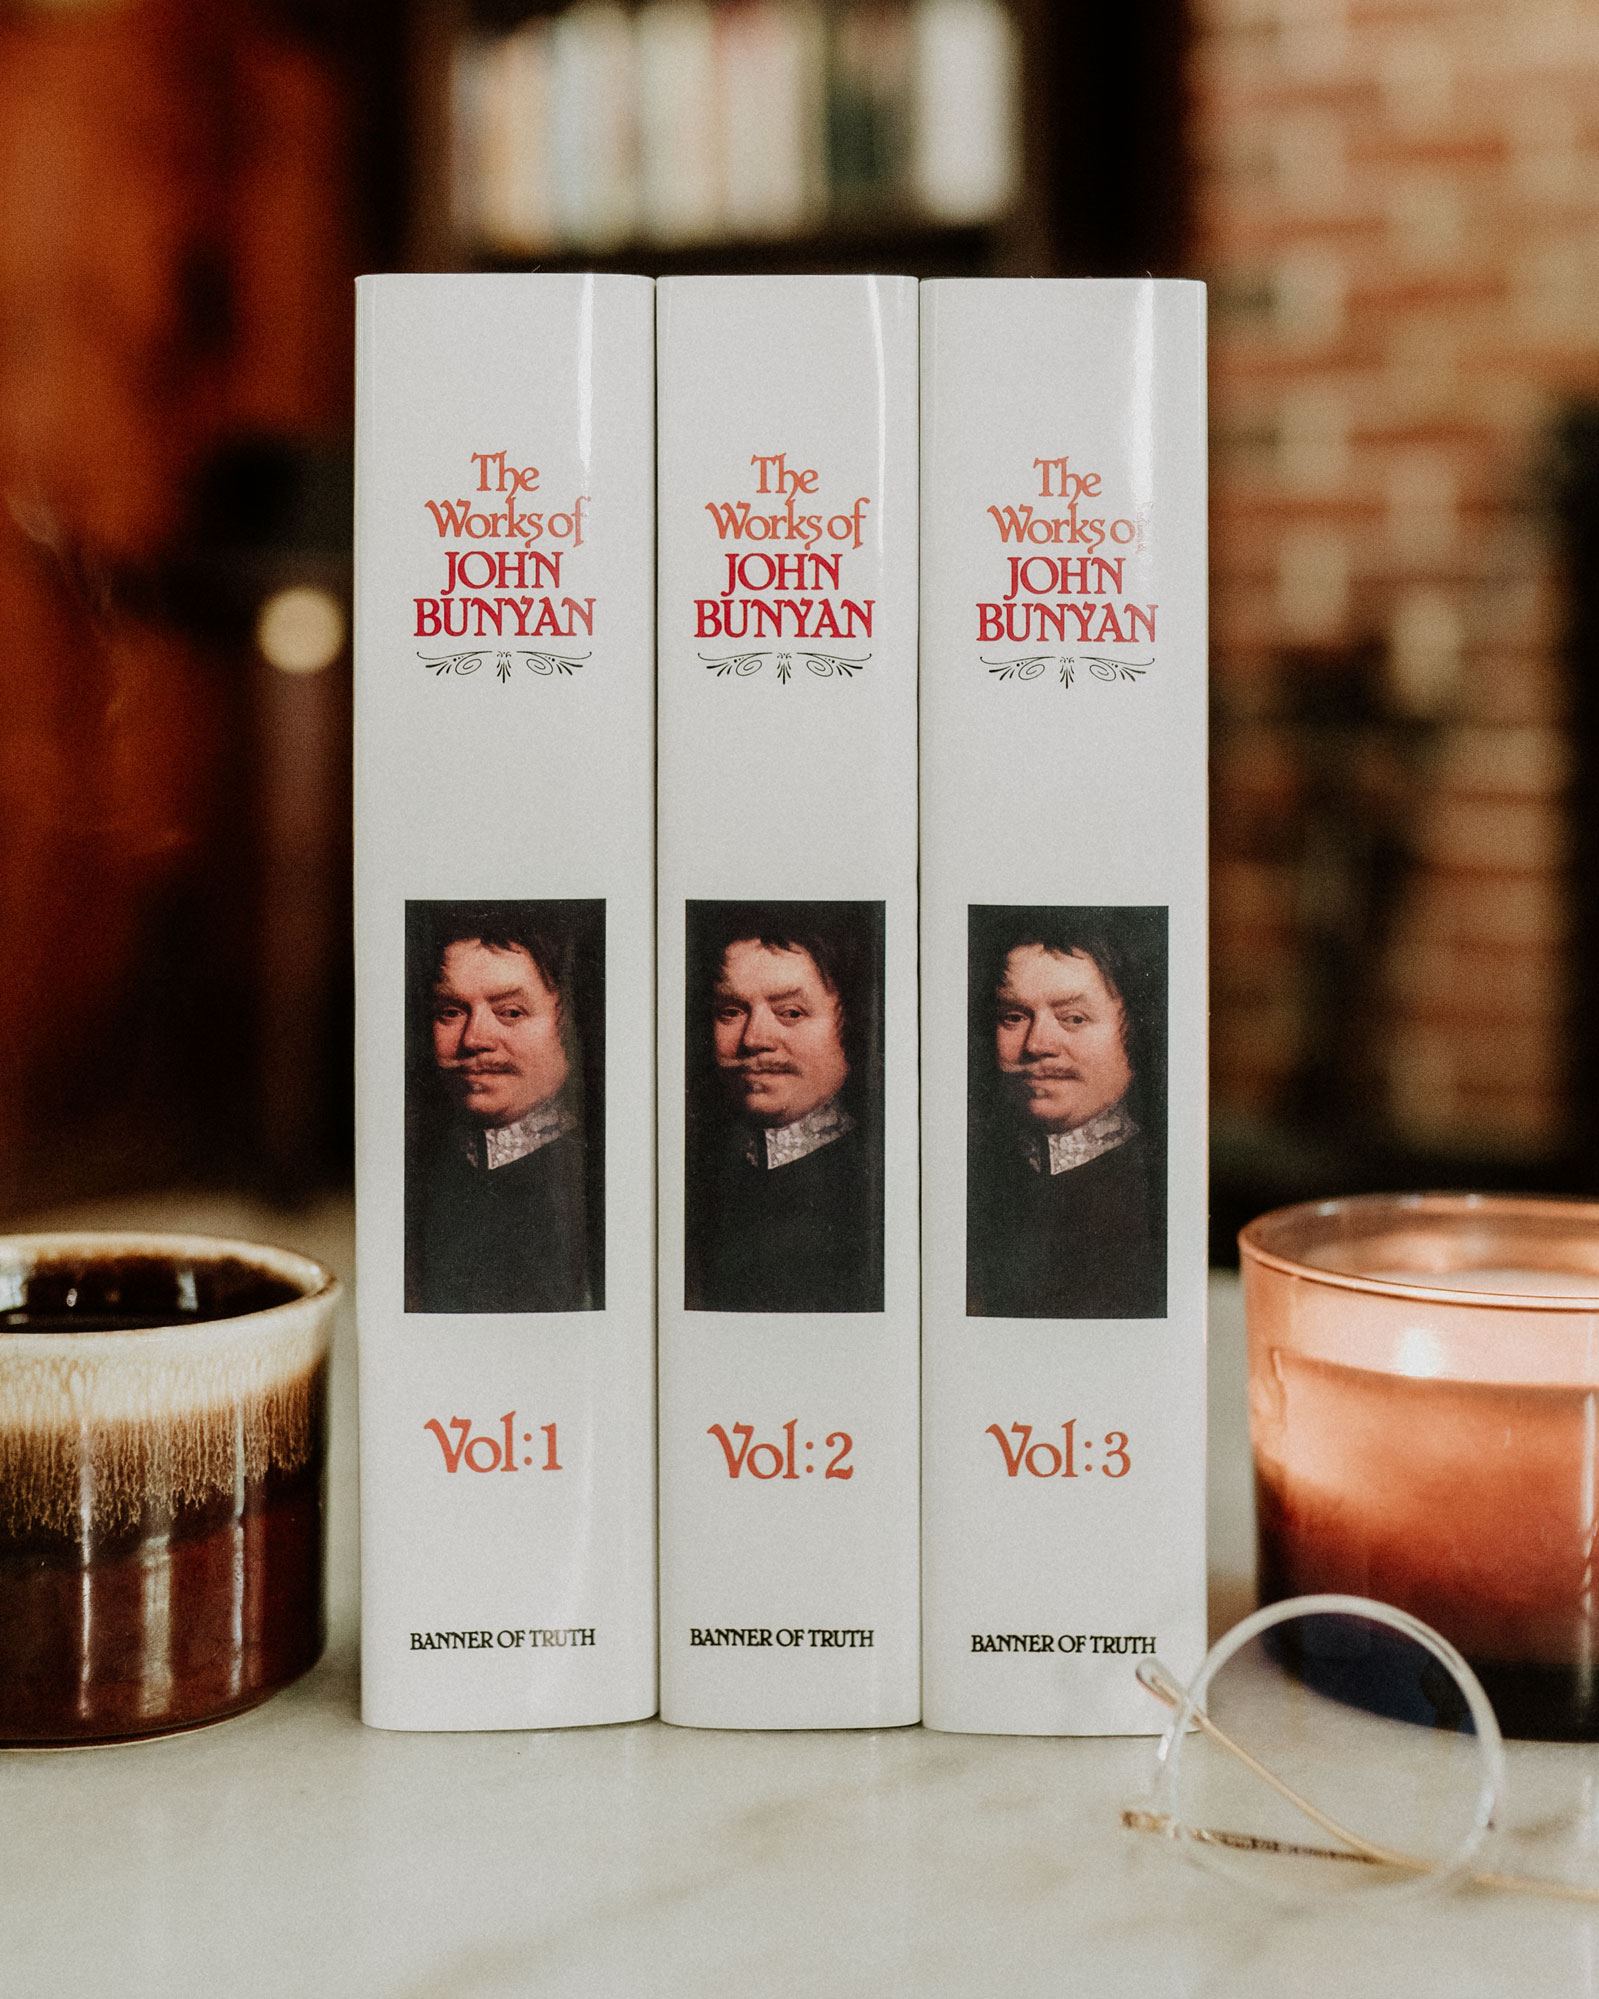 The
Works of
JOHN
BUNYAN
Vol:1
BANNER OF TRUTH
The
Works of
JOHN
BUNYAN
Vol:2
BANNER OF TRUTH
The
Works of
JOHN
BUNYAN
Vol:3
BANNER OF TRUTH